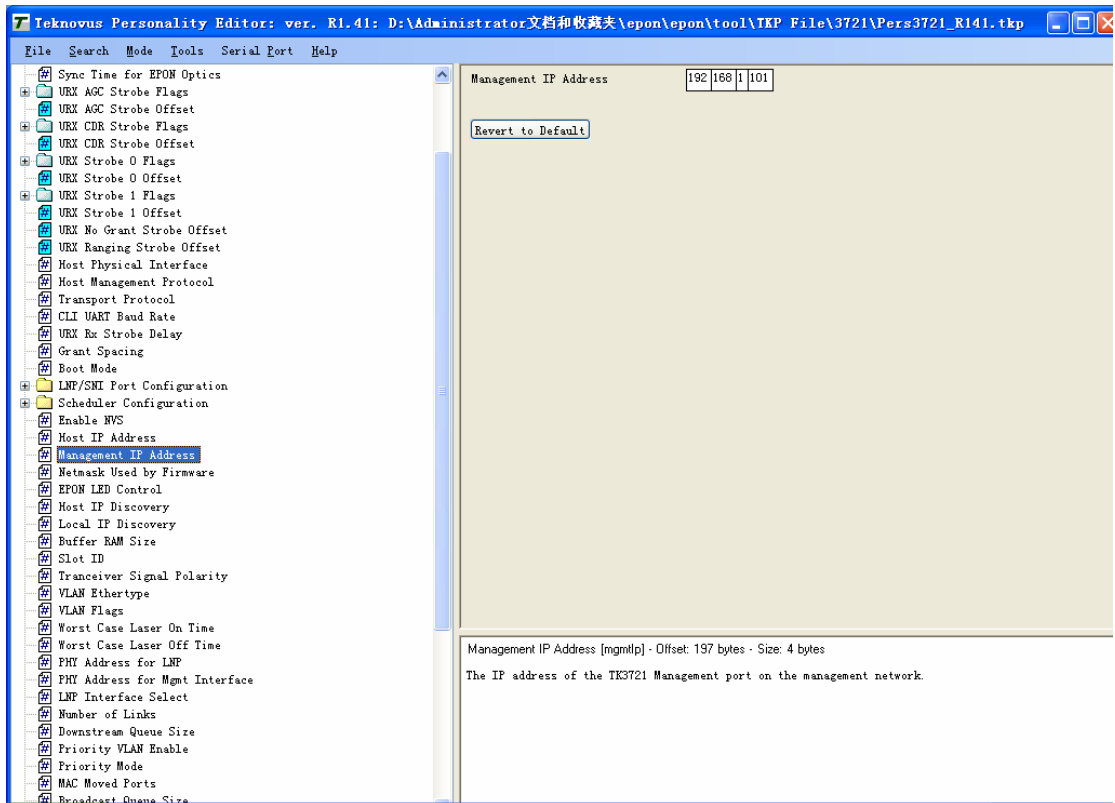 Teknovus Personality Editor: ver. R1.41: D:\Administrator文档和收藏夹\epon\epon\tool\TKP File\3721\Pers3721_R141.tkp
File Search Mode Tools Serial Port Help
Sync Time for EPON Optics
URX AGC Strobe Flags
URX AGC Strobe Offset
URX CDR Strobe Flags
URX CDR Strobe Offset
URX Strobe 0 Flags
URX Strobe 0 Offset
URX Strobe 1 Flags
URX Strobe 1 Offset
URX No Grant Strobe Offset
URX Ranging Strobe Offset
Host Physical Interface
Host Management Protocol
Transport Protocol
CLI UART Baud Rate
URX Rx Strobe Delay
Grant Spacing
Boot Mode
LNP/SNI Port Configuration
Scheduler Configuration
Enable NVS
Host IP Address
Management IP Address
Netmask Used by Firmware
EPON LED Control
Host IP Discovery
Local IP Discovery
Buffer RAM Size
Slot ID
Tranceiver Signal Polarity
VLAN Ethertype
VLAN Flags
Worst Case Laser On Time
Worst Case Laser Off Time
PHY Address for LNP
PHY Address for Mgmt Interface
LNP Interface Select
Number of Links
Downstream Queue Size
Priority VLAN Enable
Priority Mode
MAC Moved Ports
Broadcast Queue Size
Management IP Address 192 168 1 101
Revert to Default
Management IP Address [mgmtIp] - Offset: 197 bytes - Size: 4 bytes
The IP address of the TK3721 Management port on the management network.